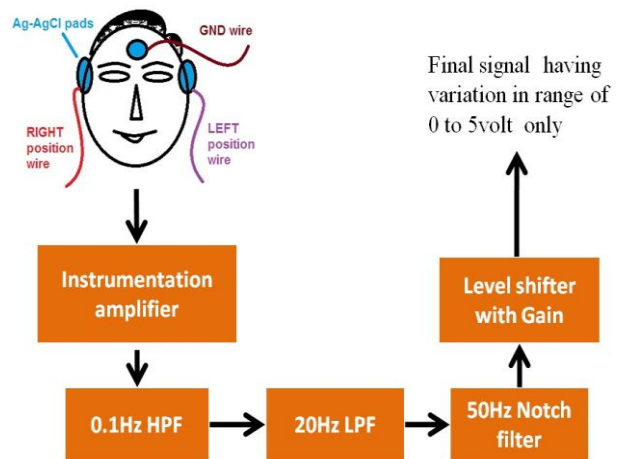 Ag-AgCl pads
GND wire
RIGHT
position
wire
LEFT
position
wire
Final signal having
variation in range of
0 to 5volt only
Instrumentation
amplifier
Level shifter
with Gain
0.1Hz HPF
20Hz LPF
50Hz Notch
filter